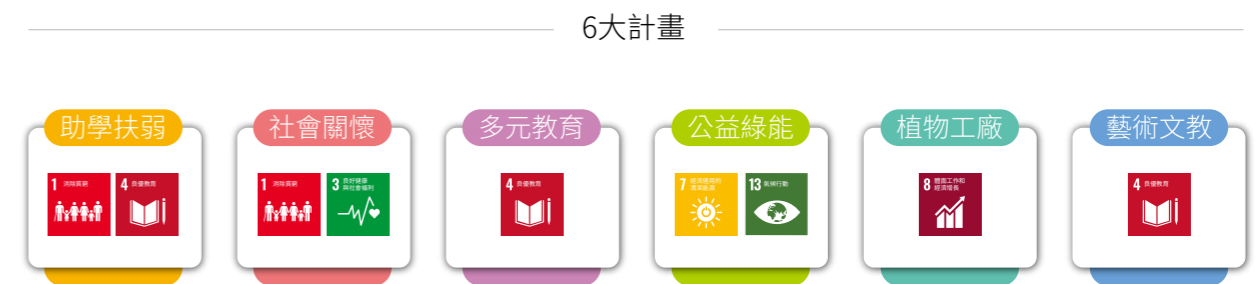 6大計畫
助學扶弱
社會關懷
多元教育
公益綠能
植物工廠
藝術文教
1 消除貧窮
4 良優教育
1 消除貧窮
3 良好健康
與社會福利
4 良優教育
7 經濟適用的
清潔能源
13 氣候行動
8 體面工作和
經濟增長
4 良優教育